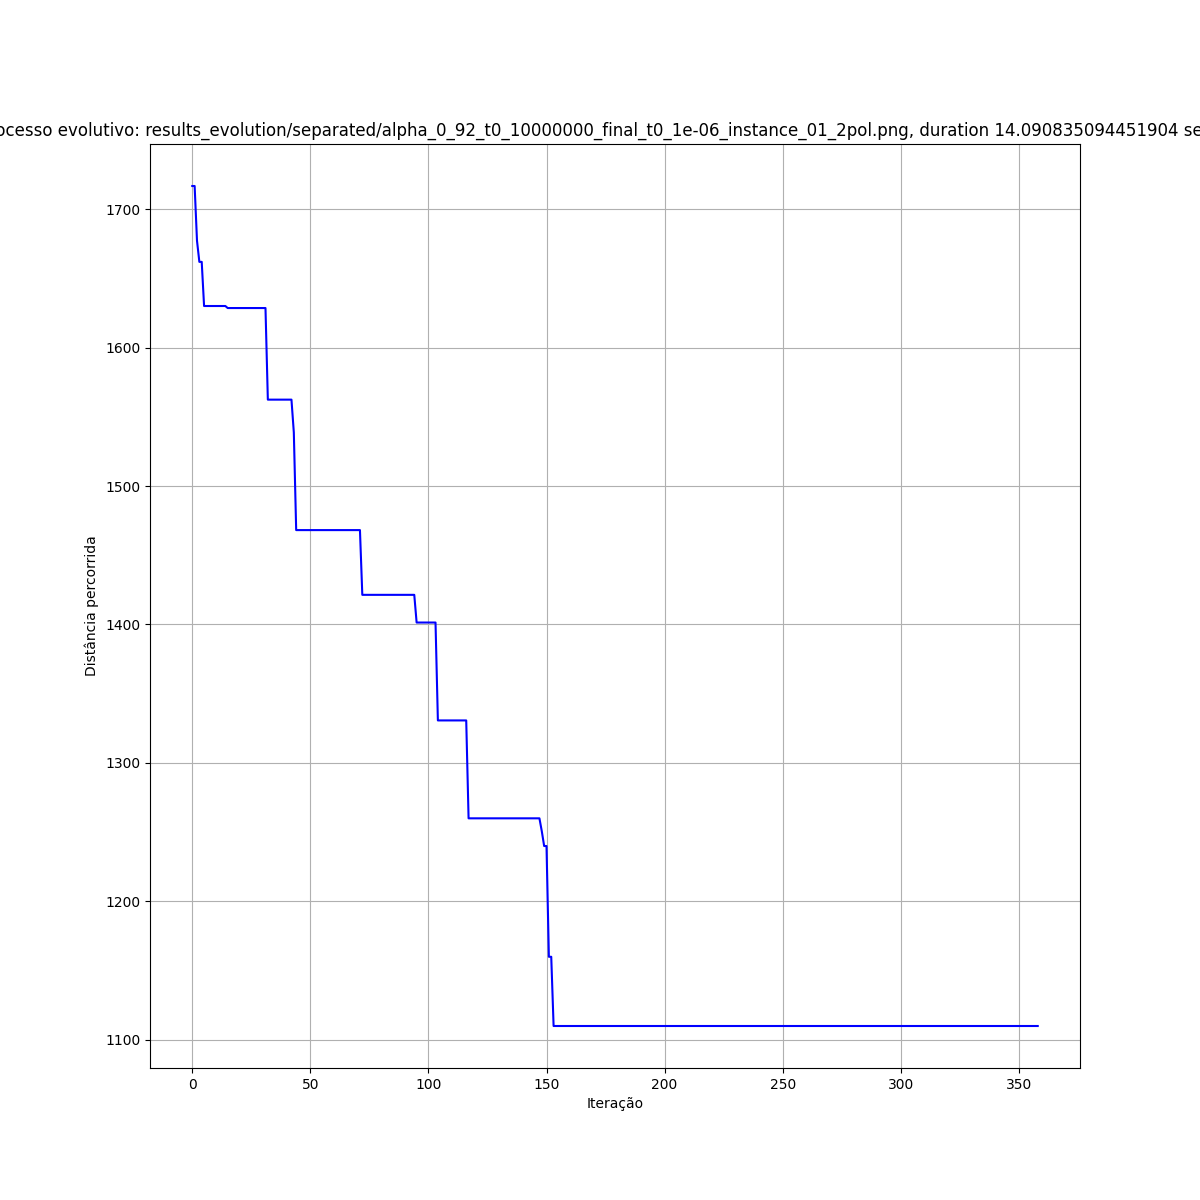 ocesso evolutivo: results_evolution/separated/alpha_0_92_t0_10000000_final_t0_1e-06_instance_01_2pol.png, duration 14.090835094451904 se
1700
1600
1500
1400
1300
1200
1100
Distância percorrida
0 50 100 150 200 250 300 350
Iteração